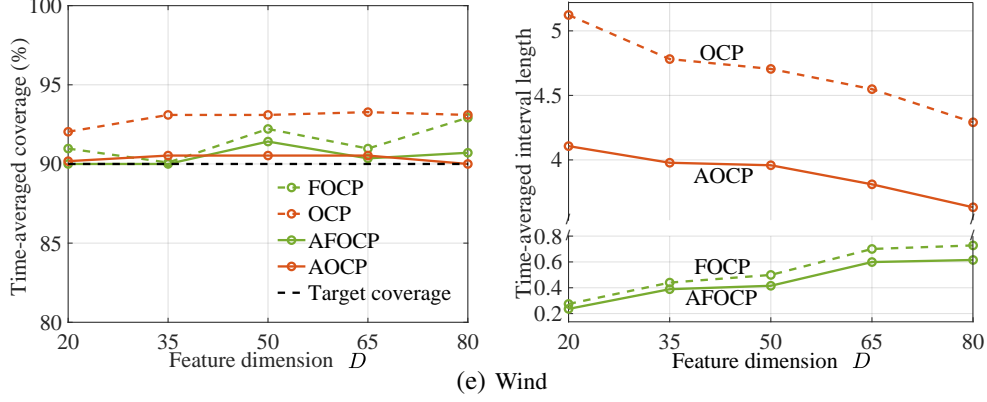 Time-averaged coverage (%)
100
95
90
85
80
FOCP
OCP
AFOCP
AOCP
Target coverage
20 35 50 65 80
Feature dimension D
Time-averaged interval length
5
4.5
4
0.8
0.6
0.4
0.2
OCP
AOCP
FOCP
AFOCP
20 35 50 65 80
Feature dimension D
(e) Wind